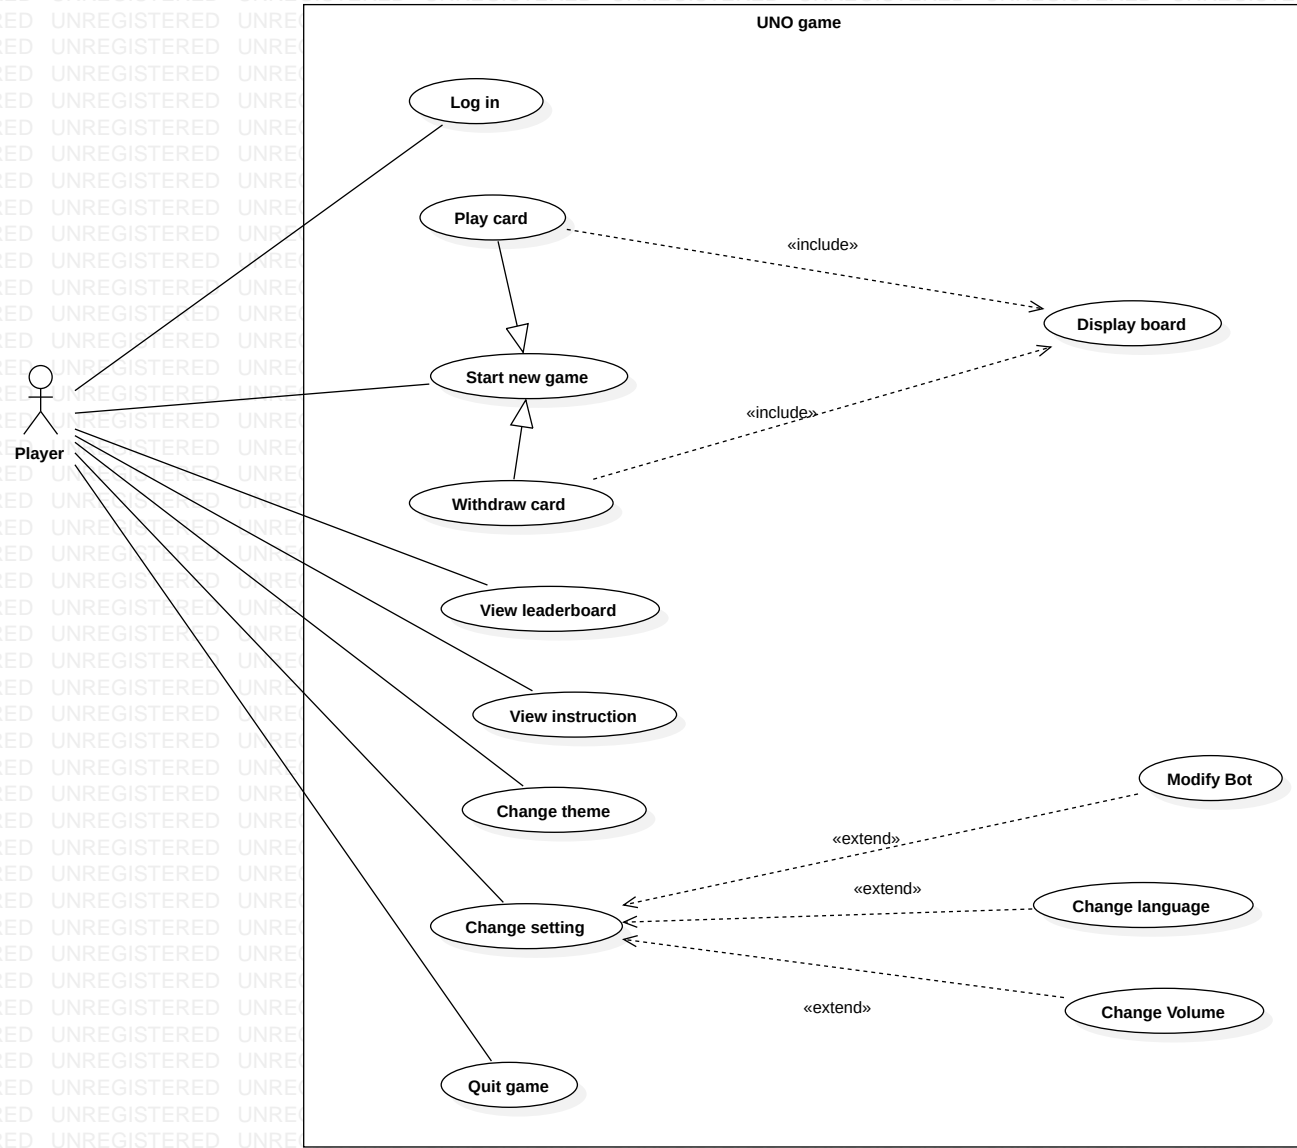 UNO game
Log in
Play card
«include»
Display board
Start new game
«include»
Player
Withdraw card
View leaderboard
View instruction
Modify Bot
Change theme
«extend»
«extend»
Change language
Change setting
«extend»
Change Volume
Quit game
UNREGISTERED